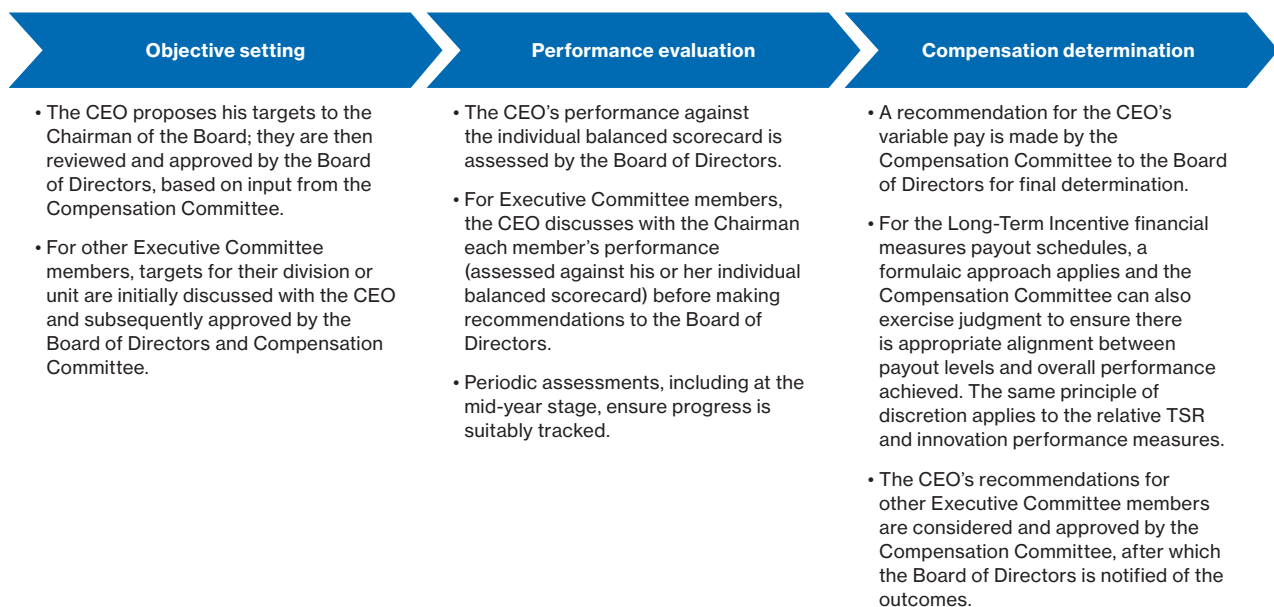 Objective setting
• The CEO proposes his targets to the
Chairman of the Board; they are then
reviewed and approved by the Board
of Directors, based on input from the
Compensation Committee.
• For other Executive Committee
members, targets for their division or
unit are initially discussed with the CEO
and subsequently approved by the
Board of Directors and Compensation
Committee.
Performance evaluation
• The CEO’s performance against
the individual balanced scorecard is
assessed by the Board of Directors.
• For Executive Committee members,
the CEO discusses with the Chairman
each member’s performance
(assessed against his or her individual
balanced scorecard) before making
recommendations to the Board of
Directors.
• Periodic assessments, including at the
mid-year stage, ensure progress is
suitably tracked.
Compensation determination
• A recommendation for the CEO’s
variable pay is made by the
Compensation Committee to the Board
of Directors for final determination.
• For the Long-Term Incentive financial
measures payout schedules, a
formulaic approach applies and the
Compensation Committee can also
exercise judgment to ensure there
is appropriate alignment between
payout levels and overall performance
achieved. The same principle of
discretion applies to the relative TSR
and innovation performance measures.
• The CEO’s recommendations for
other Executive Committee members
are considered and approved by the
Compensation Committee, after which
the Board of Directors is notified of the
outcomes.